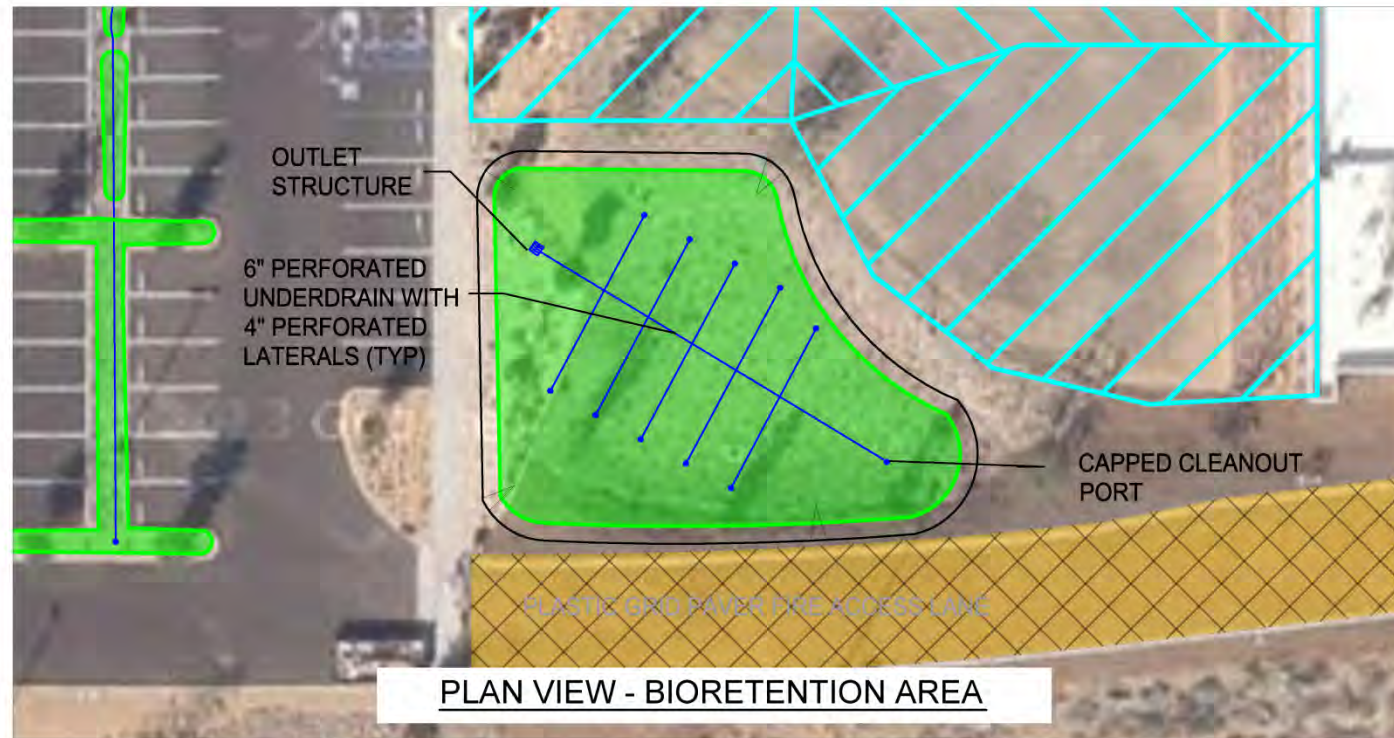 OUTLET
STRUCTURE
6" PERFORATED
UNDERDRAIN WITH
4" PERFORATED
LATERALS (TYP)
CAPPED CLEANOUT
PORT
PLASTIC GRID PAVER FIRE ACCESS LANE
PLAN VIEW - BIORETENTION AREA